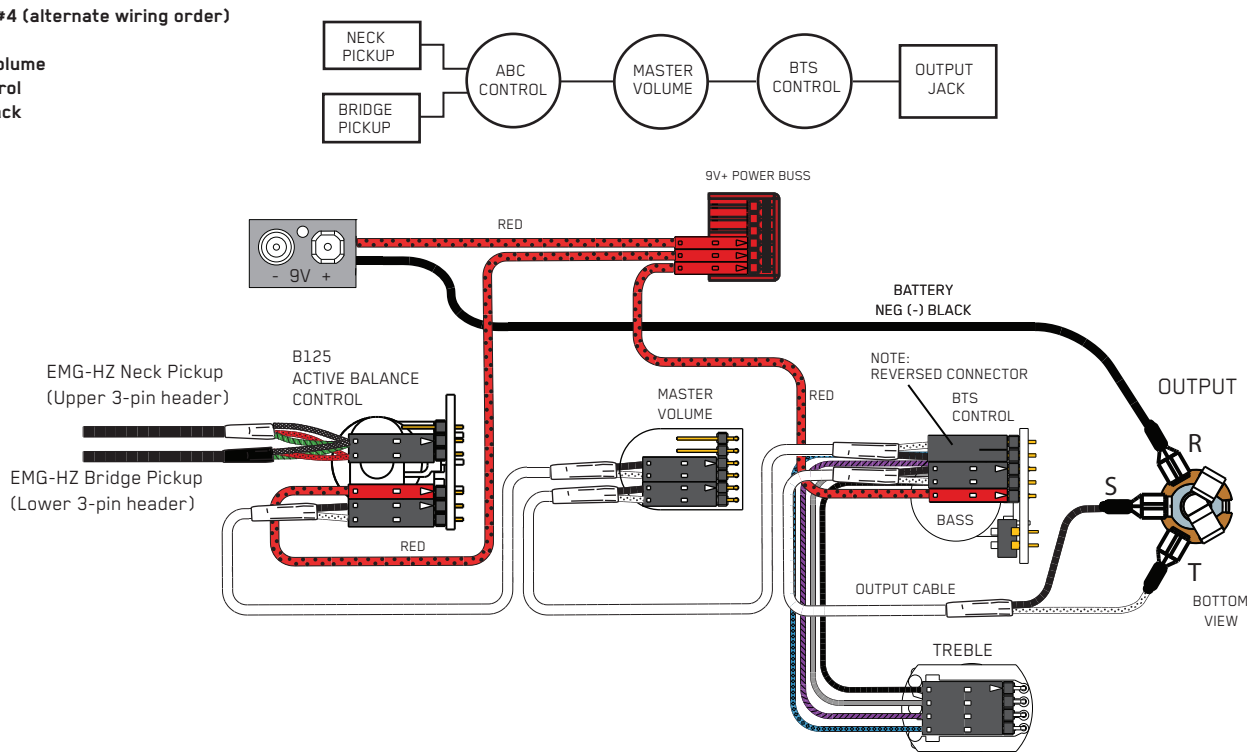 #4 (alternate wiring order)
NECK
PICKUP
BRIDGE
PICKUP
ABC
CONTROL
MASTER
VOLUME
BTS
CONTROL
OUTPUT
JACK
9V+ POWER BUSS
RED
- 9V +
BATTERY
NEG (-) BLACK
NOTE:
REVERSED CONNECTOR
BTS
CONTROL
OUTPUT
B125
ACTIVE BALANCE
CONTROL
EMG-HZ Neck Pickup
(Upper 3-pin header)
MASTER
VOLUME
RED
R
EMG-HZ Bridge Pickup
(Lower 3-pin header)
S
BASS
RED
T
OUTPUT CABLE
BOTTOM
VIEW
TREBLE